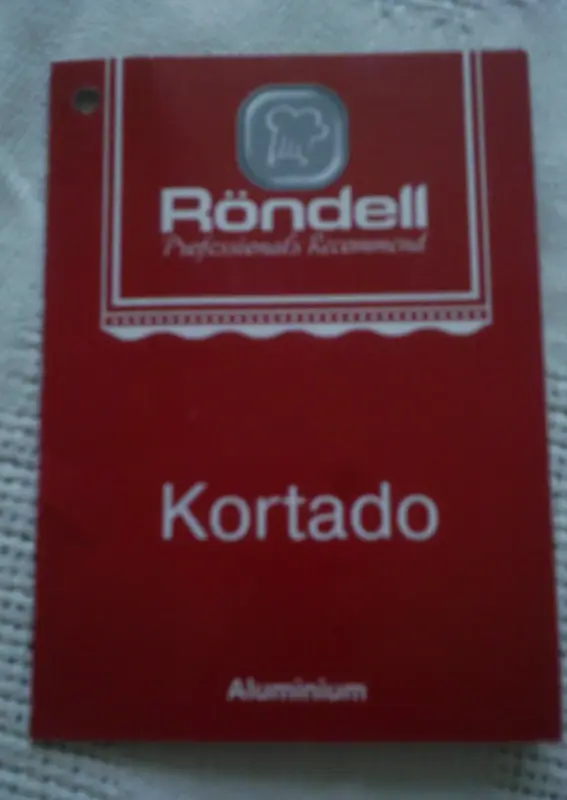 Röndell
Professionals Recommend
Kortado
Aluminium